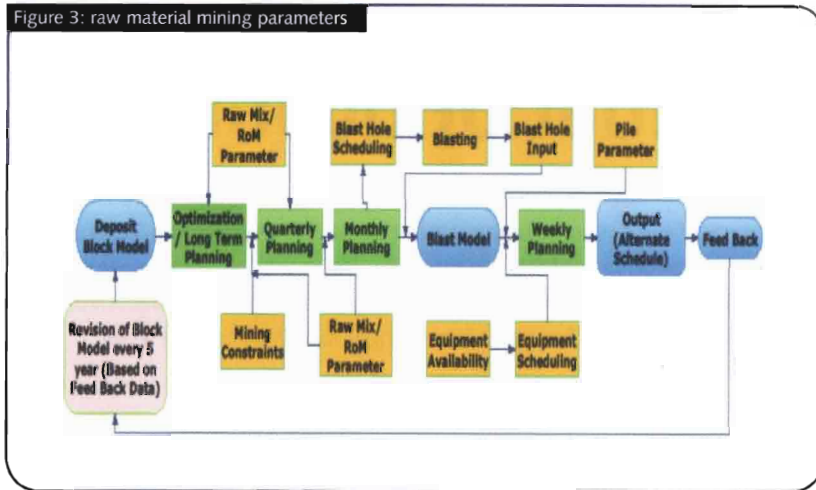 Figure 3: raw material mining parameters
Raw Mix/
RoM
Parameter
Blast Hole
Scheduling
Blasting
Blast Hole
Input
Pile
Parameter
Deposit
Block Model
Optimization
/ Long Term
Planning
Quarterly
Planning
Monthly
Planning
Blast Model
Weekly
Planning
Output
(Alternate
Schedule)
Feed Back
Revision of Block
Model every 5
year (Based on
Feed Back Data)
Mining
Constraints
Raw Mix/
RoM
Parameter
Equipment
Availability
Equipment
Scheduling